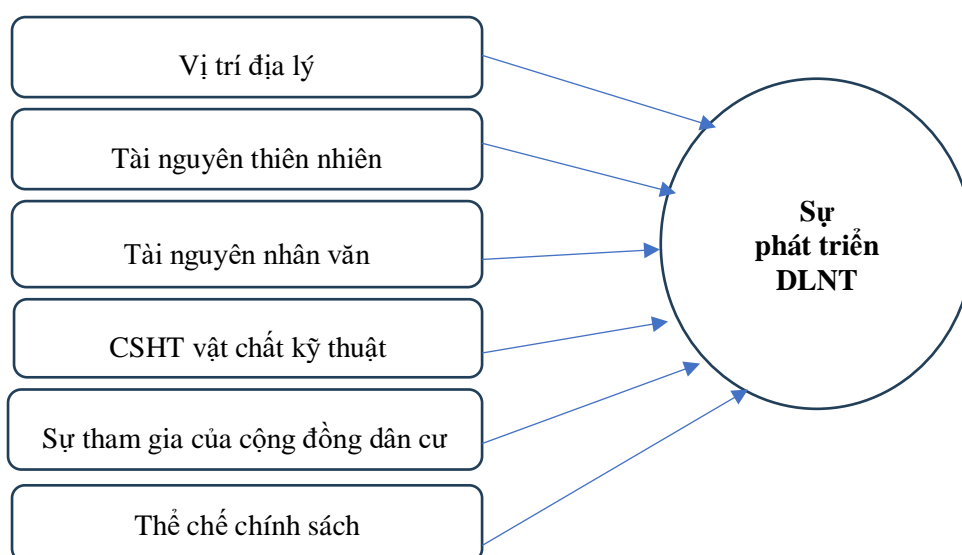 Vị trí địa lý
Tài nguyên thiên nhiên
Tài nguyên nhân văn
CSHT vật chất kỹ thuật
Sự tham gia của cộng đồng dân cư
Thể chế chính sách
Sự
phát triển
DLNT